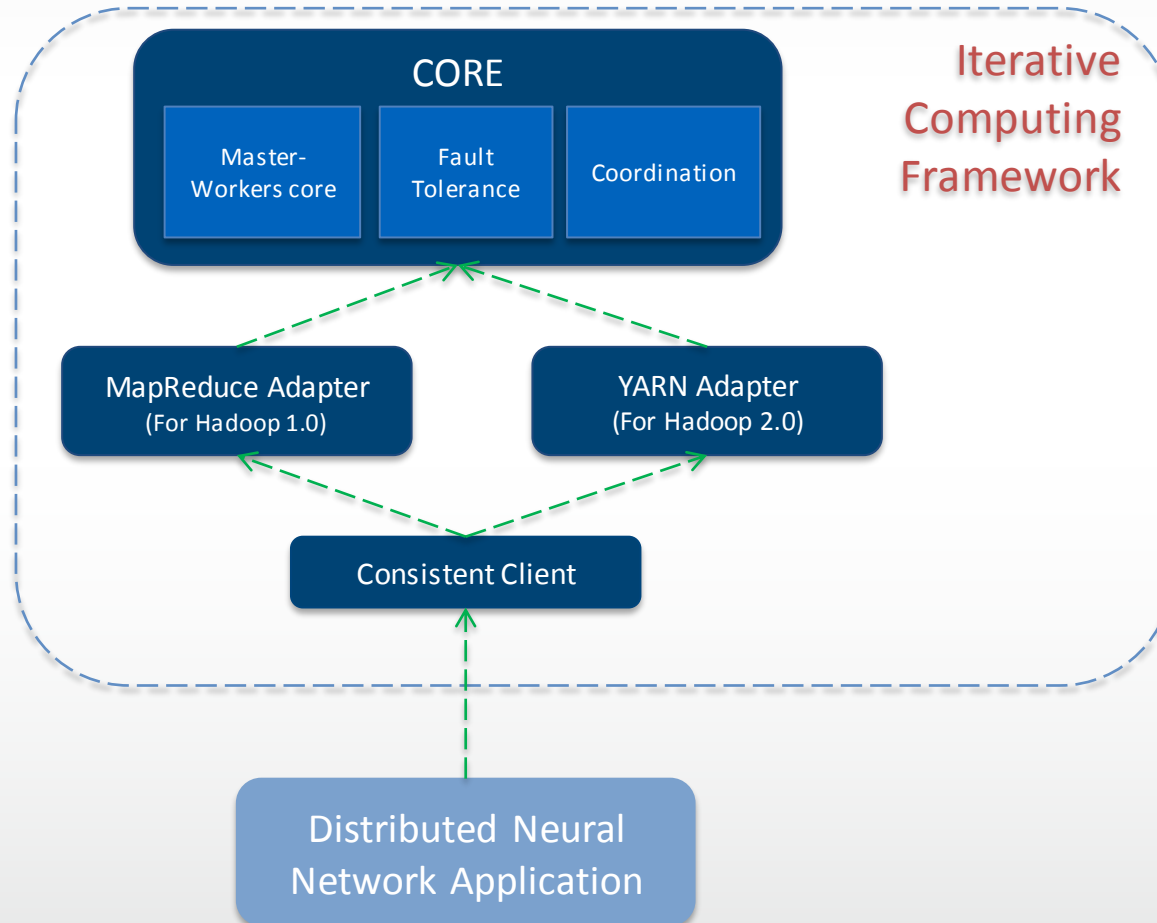 CORE
Iterative
Computing
Framework
Master-
Workers core
Fault
Tolerance
Coordination
MapReduce Adapter
(For Hadoop 1.0)
YARN Adapter
(For Hadoop 2.0)
Consistent Client
Distributed Neural
Network Application